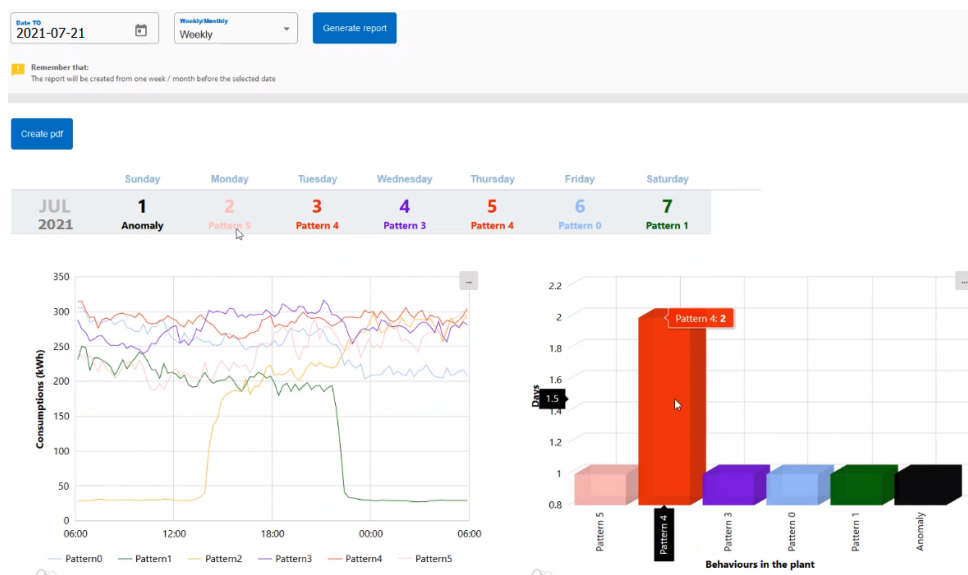 Date TO
2021-07-21
Weekly/Monthly
Weekly
Generate report
Remember that:
The report will be created from one week / month before the selected date
Create pdf
Sunday Monday Tuesday Wednesday Thursday Friday Saturday
JUL 1 2 3 4 5 6 7
2021 Anomaly Pattern 5 Pattern 4 Pattern 3 Pattern 4 Pattern 0 Pattern 1
...
350
300
250
200
150
100
50
0
Consumptions (kWh)
06:00 12:00 18:00 00:00 06:00
Pattern0 Pattern1 Pattern2 Pattern3 Pattern4 Pattern5
...
2.2
2
1.8
1.6
1.5
1.4
1.2
1
0.8
Days
Pattern 4: 2
Pattern 5 Pattern 4 Pattern 3 Pattern 0 Pattern 1 Anomaly
Behaviours in the plant